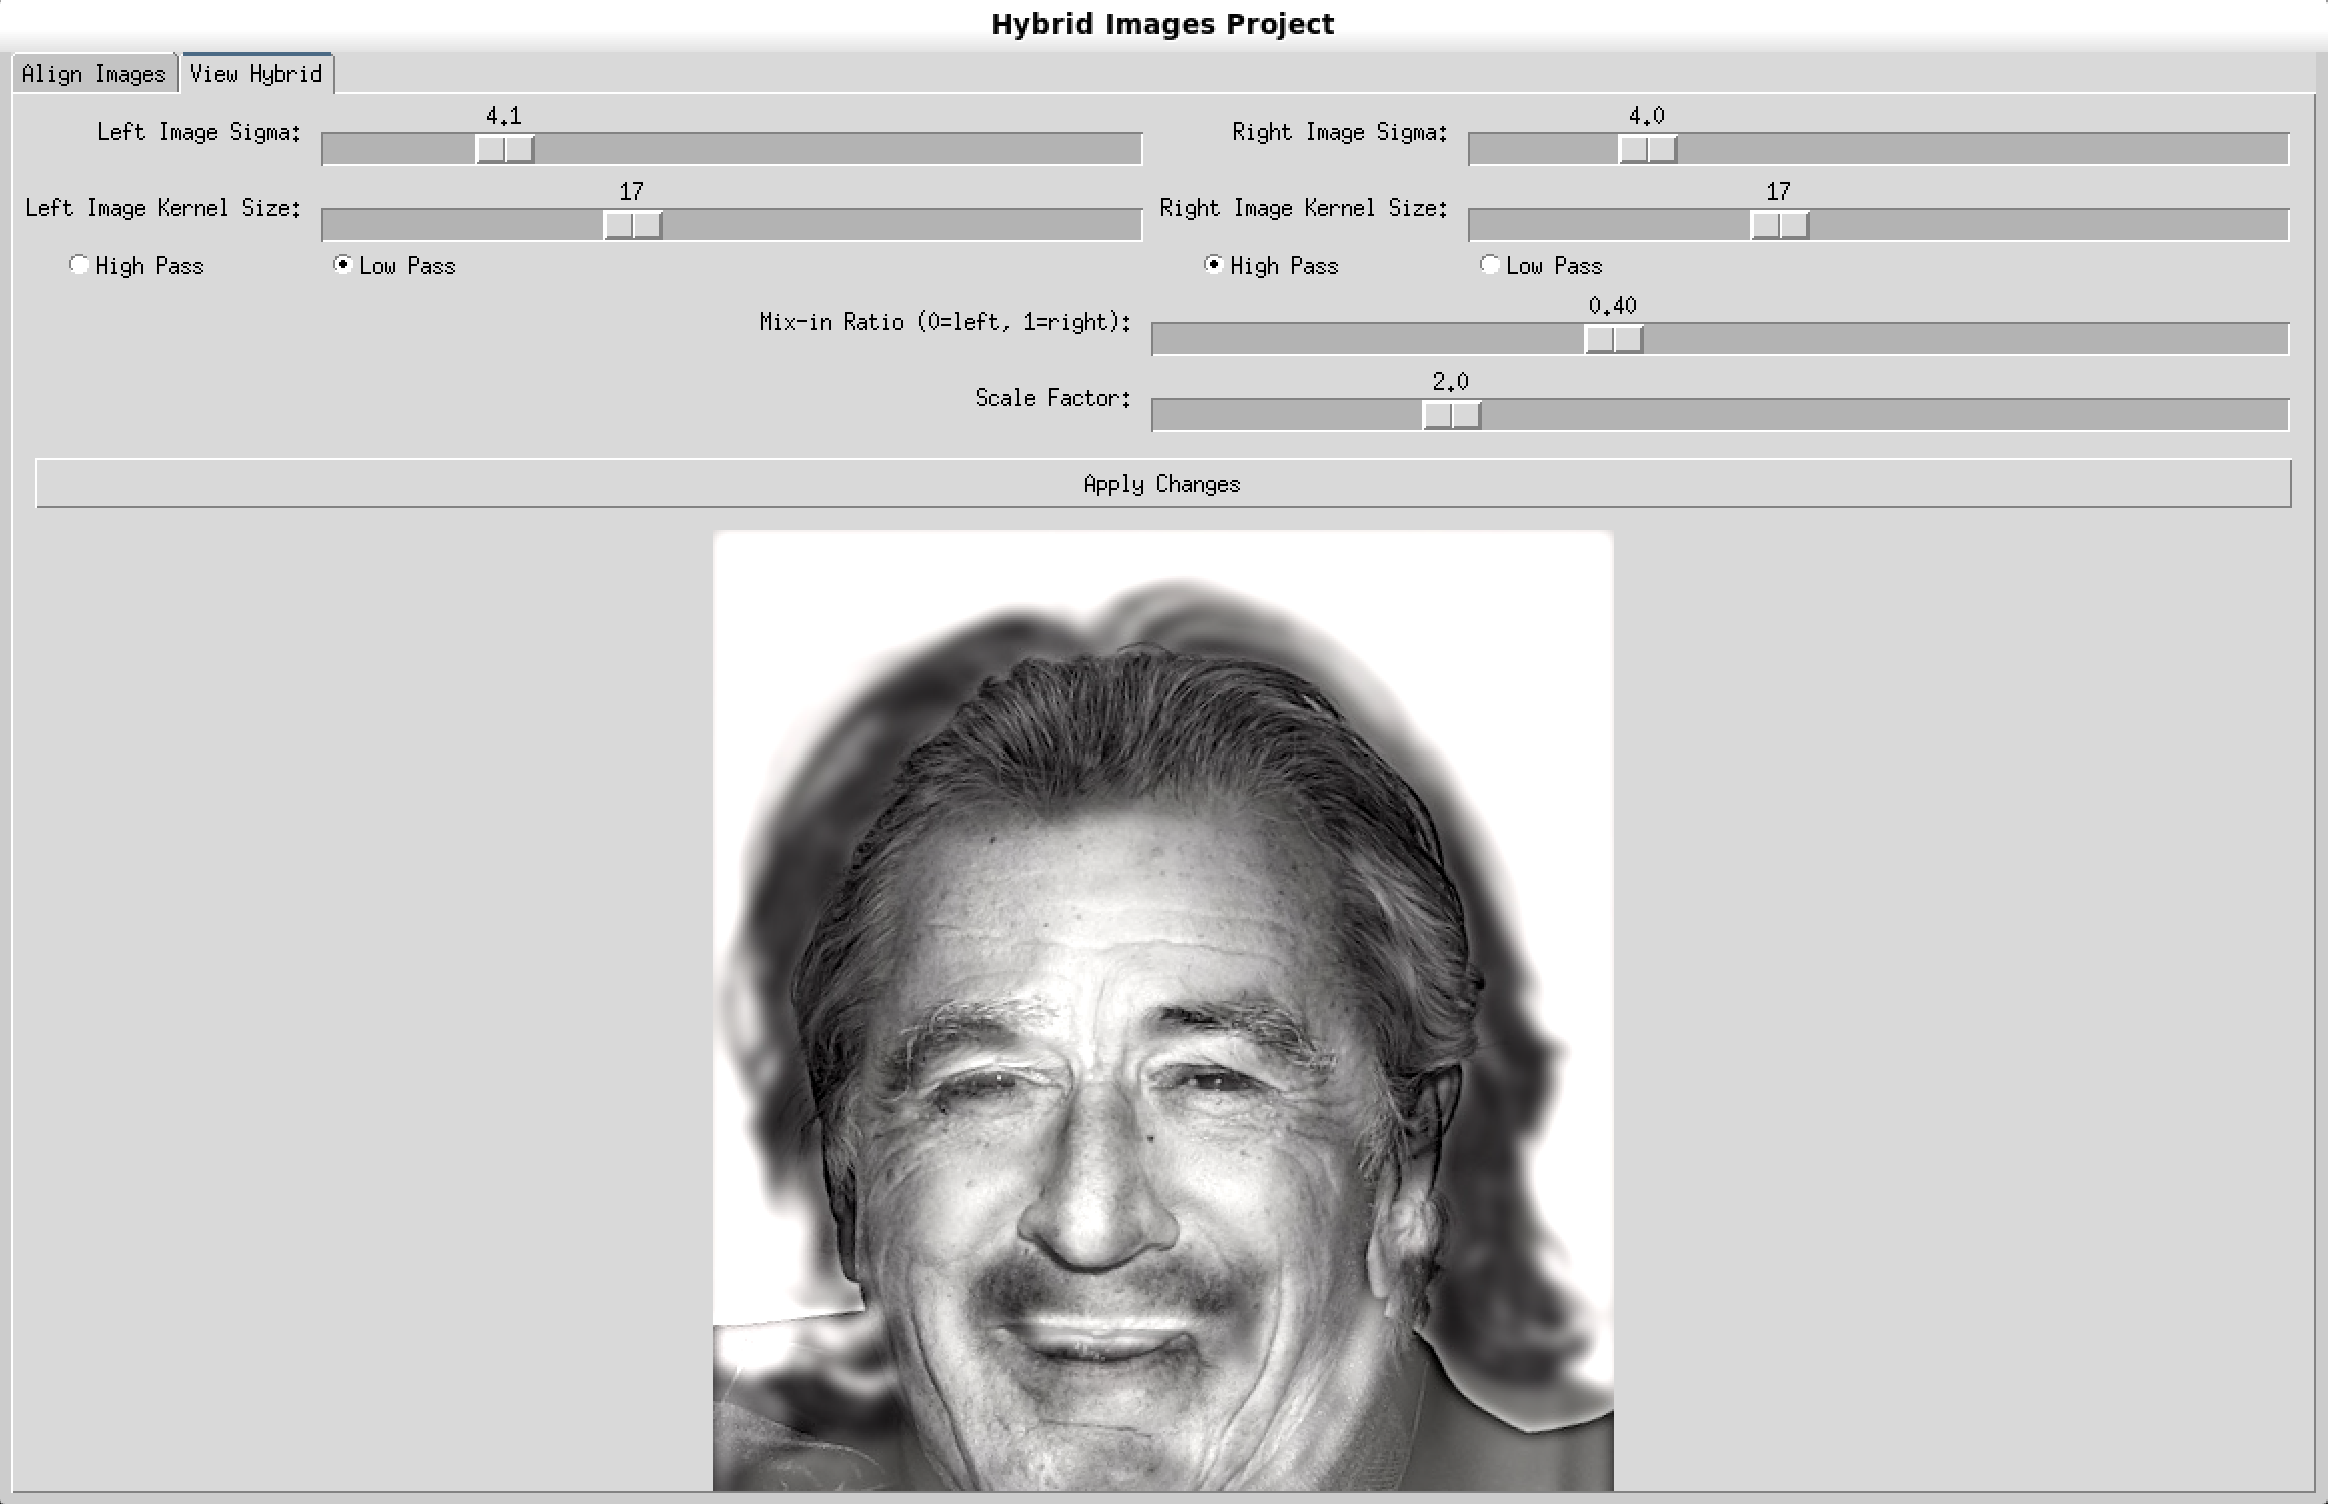 Hybrid Images Project
Align Images View Hybrid
4.1 4.0
Left Image Sigma: Right Image Sigma:
17 17
Left Image Kernel Size: Right Image Kernel Size:
High Pass Low Pass High Pass Low Pass
0.40
Mix-in Ratio (0=left, 1=right):
2.0
Scale Factor:
Apply Changes